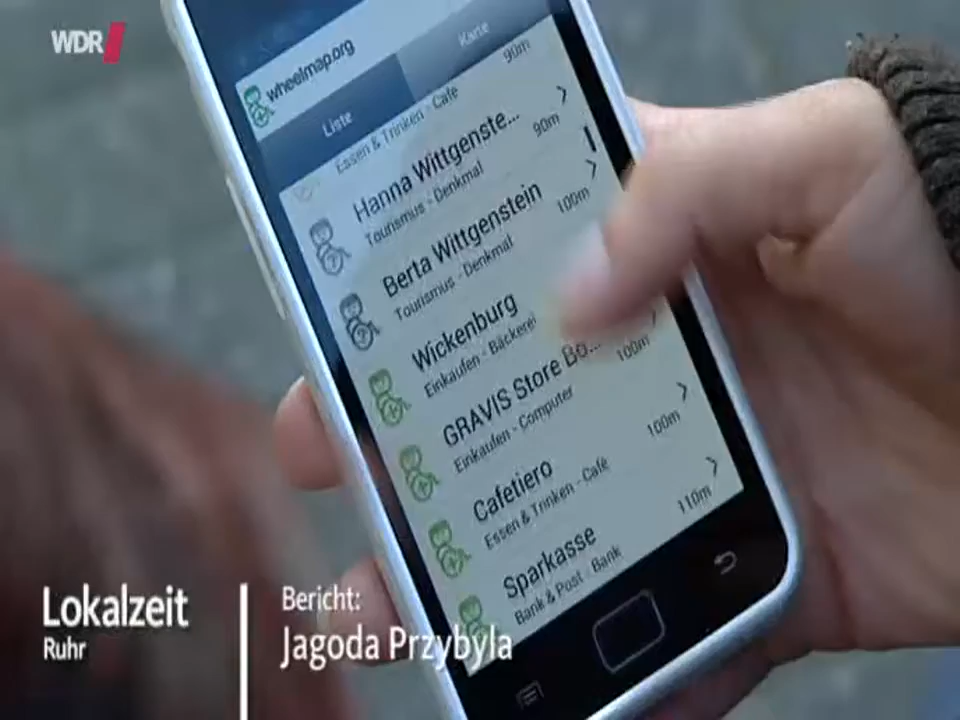 WDR
wheelmap.org
Liste
Karte
90m
Essen & Trinken - Café
Hanna Wittgenste...
90m
Tourismus - Denkmal
Berta Wittgenstein
100m
Tourismus - Denkmal
Wickenburg
Einkaufen - Bäckerei
GRAVIS Store Bo...
100m
Einkaufen - Computer
Cafetiero
100m
Essen & Trinken - Café
Sparkasse
110m
Bank & Post - Bank
Lokalzeit
Ruhr
Bericht:
Jagoda Przybyla